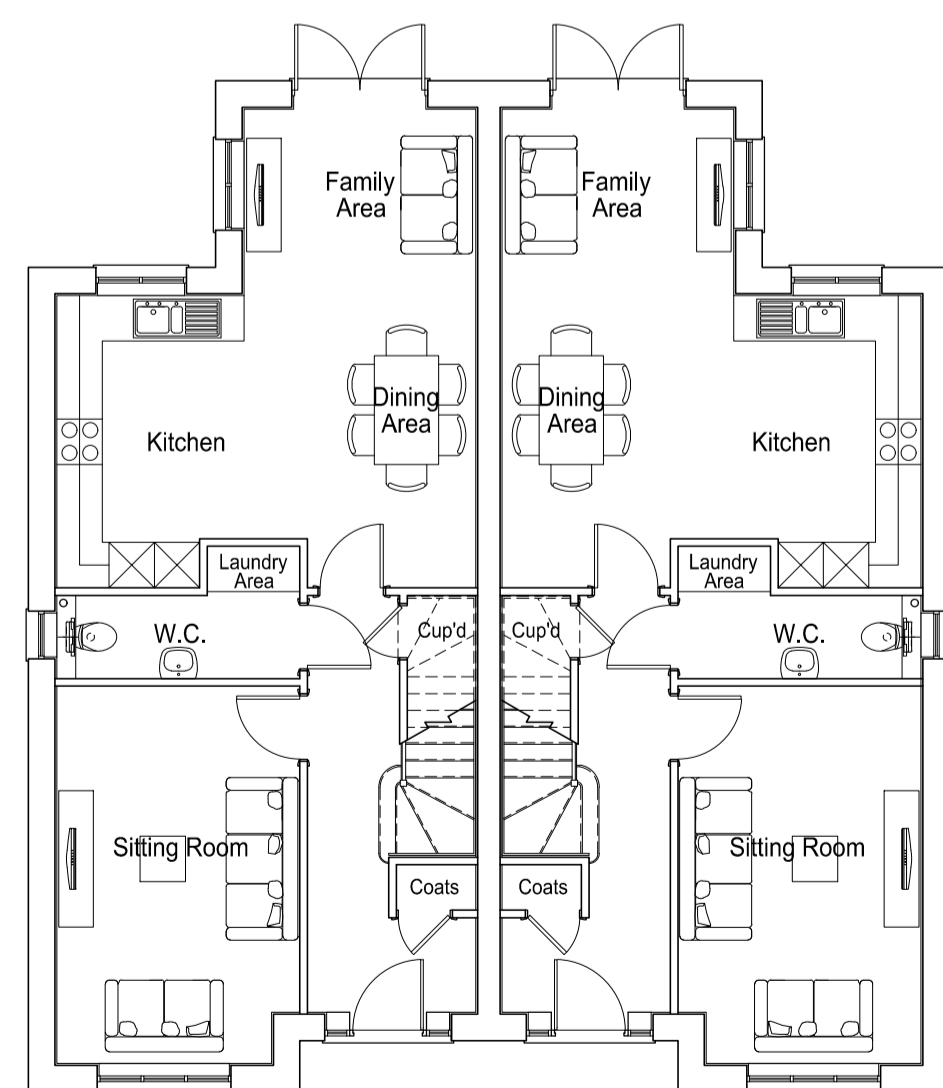 Family
Area
Family
Area
Dining
Area
Dining
Area
Kitchen
Kitchen
Laundry
Area
Laundry
Area
W.C.
Cup'd
Cup'd
W.C.
Sitting Room
Sitting Room
Coats
Coats